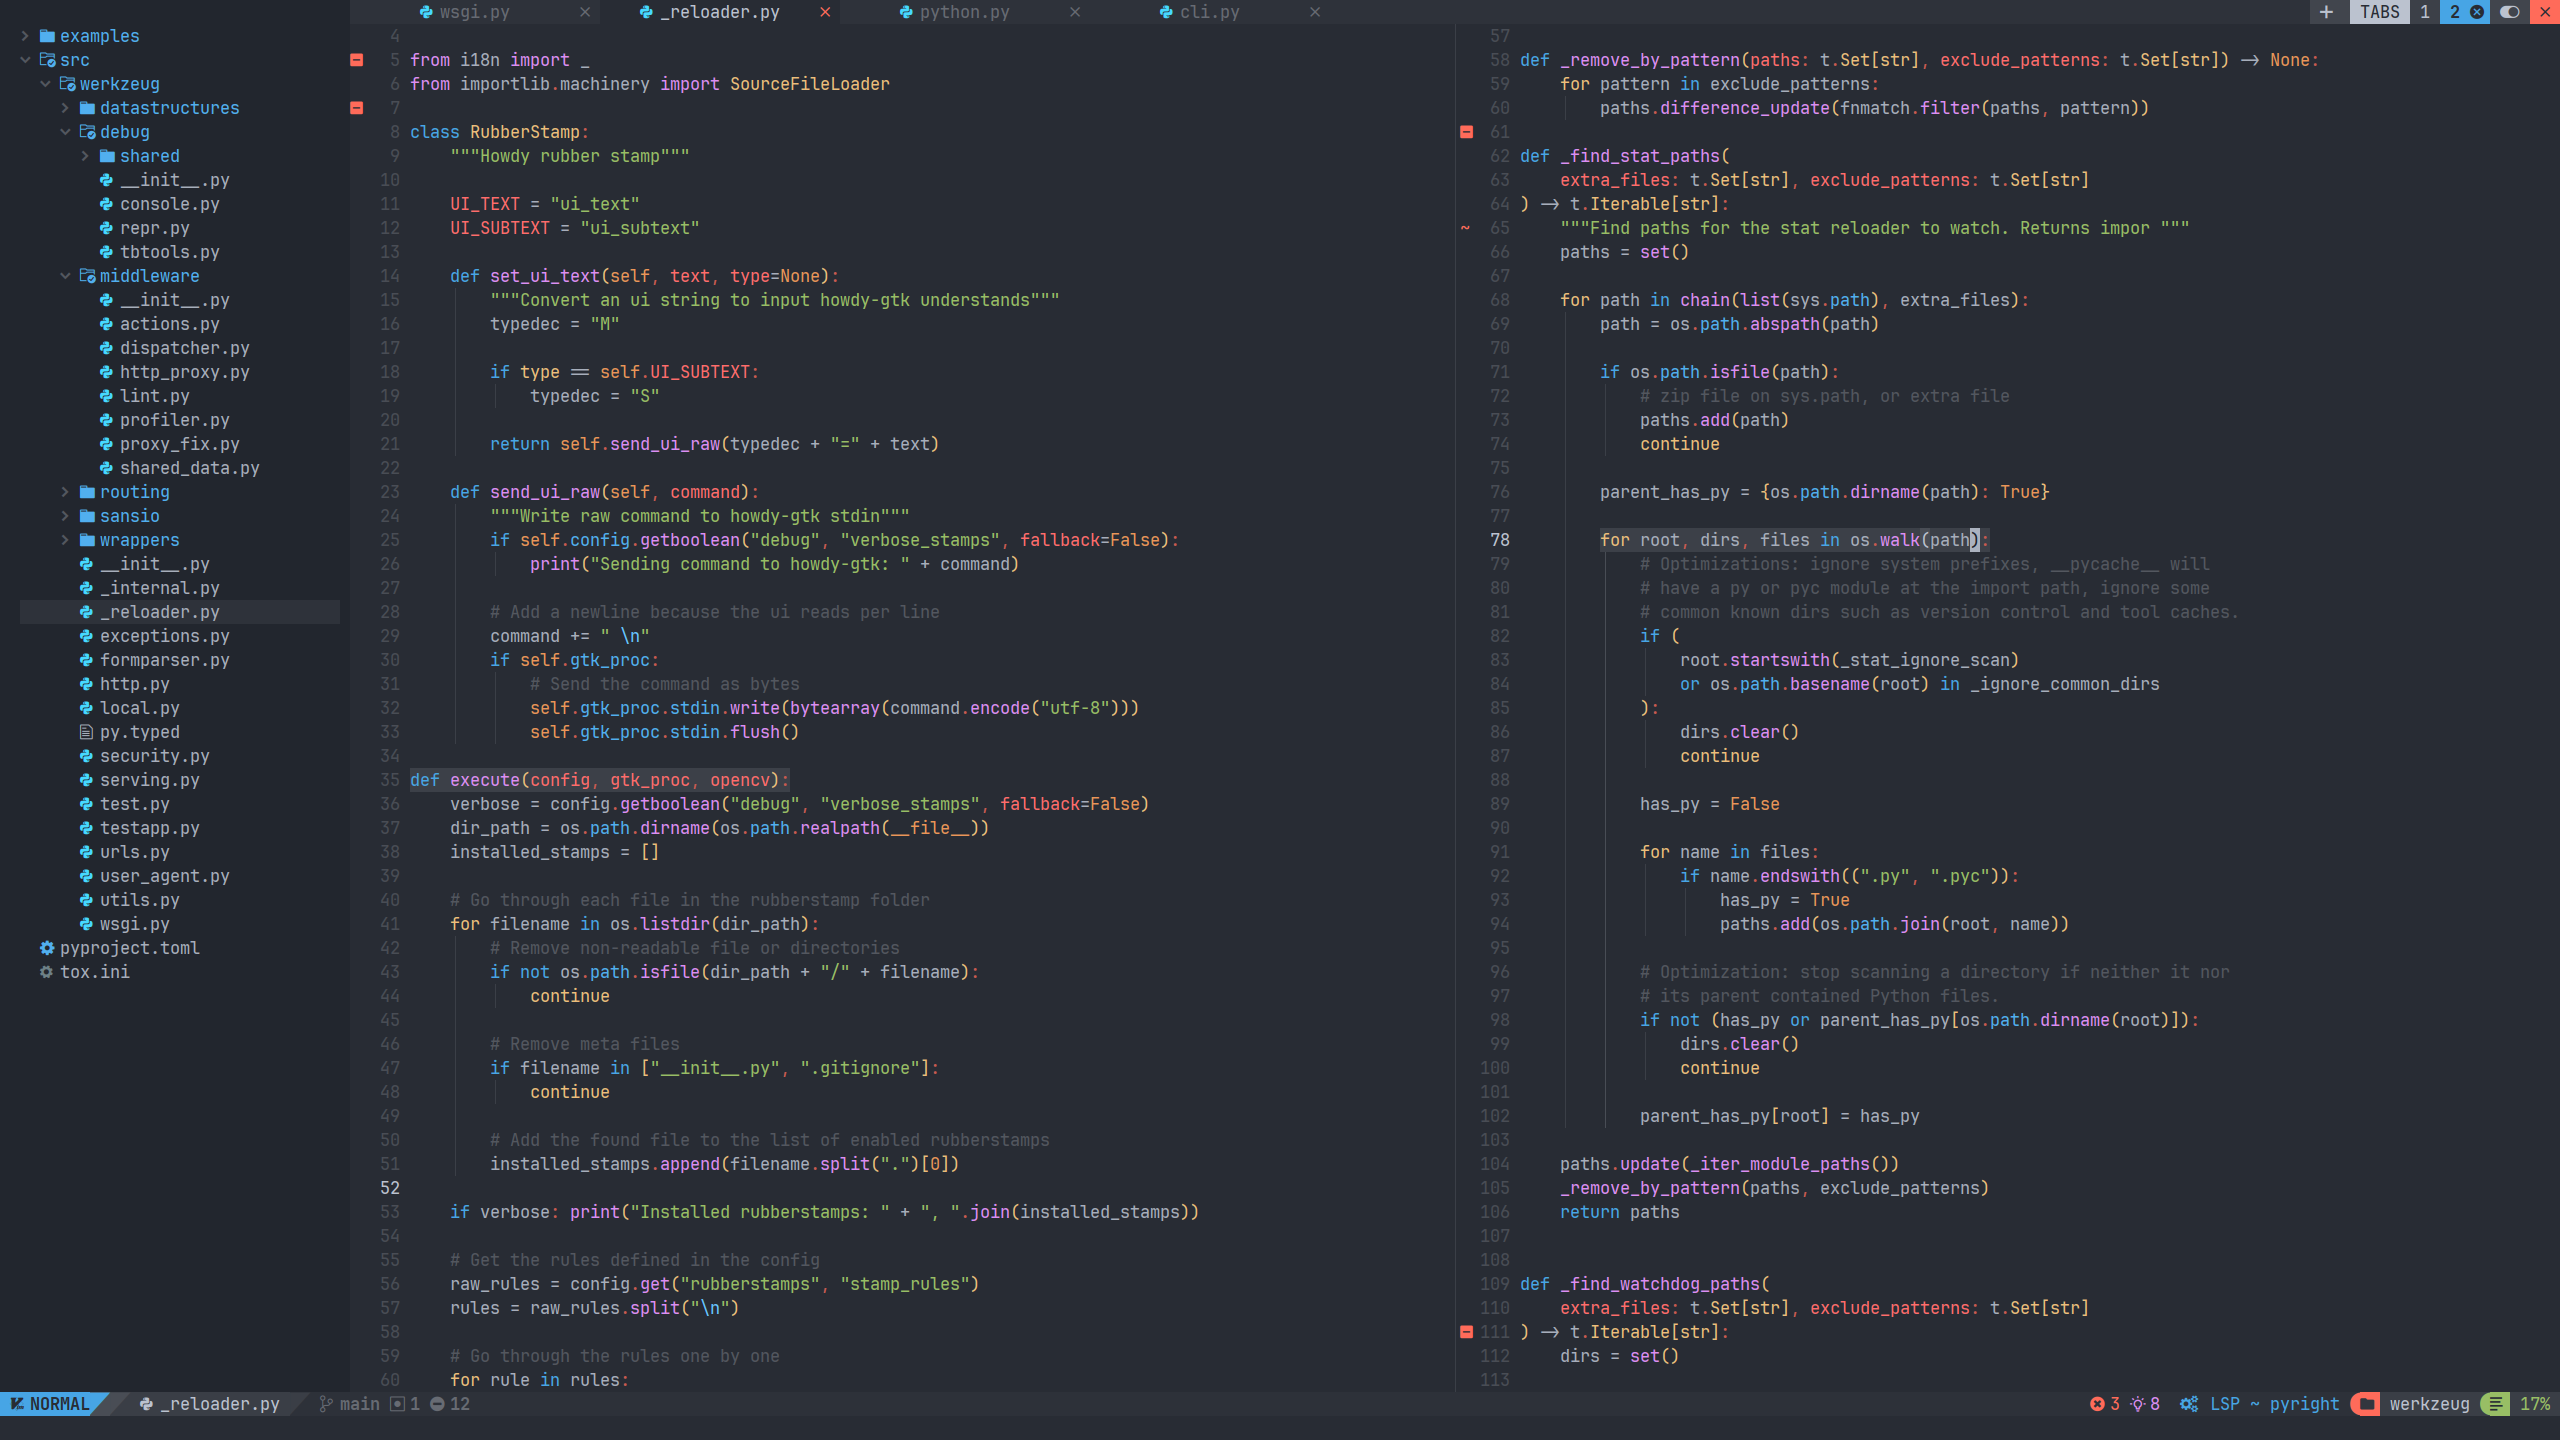 wsgi.py
_reloader.py
python.py
cli.py
TABS 1 2
examples
src
werkzeug
datastructures
debug
shared
__init__.py
console.py
repr.py
tbtools.py
middleware
__init__.py
actions.py
dispatcher.py
http_proxy.py
lint.py
profiler.py
proxy_fix.py
shared_data.py
routing
sansio
wrappers
__init__.py
_internal.py
_reloader.py
exceptions.py
formparser.py
http.py
local.py
py.typed
security.py
serving.py
test.py
testapp.py
urls.py
user_agent.py
utils.py
wsgi.py
pyproject.toml
tox.ini
4
5 from i18n import _
6 from importlib.machinery import SourceFileLoader
7
8 class RubberStamp:
9     """Howdy rubber stamp"""
10
11     UI_TEXT = "ui_text"
12     UI_SUBTEXT = "ui_subtext"
13
14     def set_ui_text(self, text, type=None):
15         """Convert an ui string to input howdy-gtk understands"""
16         typedec = "M"
17
18         if type == self.UI_SUBTEXT:
19             typedec = "S"
20
21         return self.send_ui_raw(typedec + "=" + text)
22
23     def send_ui_raw(self, command):
24         """Write raw command to howdy-gtk stdin"""
25         if self.config.getboolean("debug", "verbose_stamps", fallback=False):
26             print("Sending command to howdy-gtk: " + command)
27
28         # Add a newline because the ui reads per line
29         command += " \n"
30         if self.gtk_proc:
31             # Send the command as bytes
32             self.gtk_proc.stdin.write(bytearray(command.encode("utf-8")))
33             self.gtk_proc.stdin.flush()
34
35 def execute(config, gtk_proc, opencv):
36     verbose = config.getboolean("debug", "verbose_stamps", fallback=False)
37     dir_path = os.path.dirname(os.path.realpath(__file__))
38     installed_stamps = []
39
40     # Go through each file in the rubberstamp folder
41     for filename in os.listdir(dir_path):
42         # Remove non-readable file or directories
43         if not os.path.isfile(dir_path + "/" + filename):
44             continue
45
46         # Remove meta files
47         if filename in ["__init__.py", ".gitignore"]:
48             continue
49
50         # Add the found file to the list of enabled rubberstamps
51         installed_stamps.append(filename.split(".")[0])
52
53     if verbose: print("Installed rubberstamps: " + ", ".join(installed_stamps))
54
55     # Get the rules defined in the config
56     raw_rules = config.get("rubberstamps", "stamp_rules")
57     rules = raw_rules.split("\n")
58
59     # Go through the rules one by one
60     for rule in rules:
57
58 def _remove_by_pattern(paths: t.Set[str], exclude_patterns: t.Set[str]) -> None:
59     for pattern in exclude_patterns:
60         paths.difference_update(fnmatch.filter(paths, pattern))
61
62 def _find_stat_paths(
63     extra_files: t.Set[str], exclude_patterns: t.Set[str]
64 ) -> t.Iterable[str]:
~ 65     """Find paths for the stat reloader to watch. Returns impor """
66     paths = set()
67
68     for path in chain(list(sys.path), extra_files):
69         path = os.path.abspath(path)
70
71         if os.path.isfile(path):
72             # zip file on sys.path, or extra file
73             paths.add(path)
74             continue
75
76         parent_has_py = {os.path.dirname(path): True}
77
78         for root, dirs, files in os.walk(path):
79             # Optimizations: ignore system prefixes, __pycache__ will
80             # have a py or pyc module at the import path, ignore some
81             # common known dirs such as version control and tool caches.
82             if (
83                 root.startswith(_stat_ignore_scan)
84                 or os.path.basename(root) in _ignore_common_dirs
85             ):
86                 dirs.clear()
87                 continue
88
89             has_py = False
90
91             for name in files:
92                 if name.endswith((".py", ".pyc")):
93                     has_py = True
94                     paths.add(os.path.join(root, name))
95
96             # Optimization: stop scanning a directory if neither it nor
97             # its parent contained Python files.
98             if not (has_py or parent_has_py[os.path.dirname(root)]):
99                 dirs.clear()
100                 continue
101
102             parent_has_py[root] = has_py
103
104     paths.update(_iter_module_paths())
105     _remove_by_pattern(paths, exclude_patterns)
106     return paths
107
108
109 def _find_watchdog_paths(
110     extra_files: t.Set[str], exclude_patterns: t.Set[str]
111 ) -> t.Iterable[str]:
112     dirs = set()
113
NORMAL _reloader.py main 1 12
3 8 LSP ~ pyright werkzeug 17%